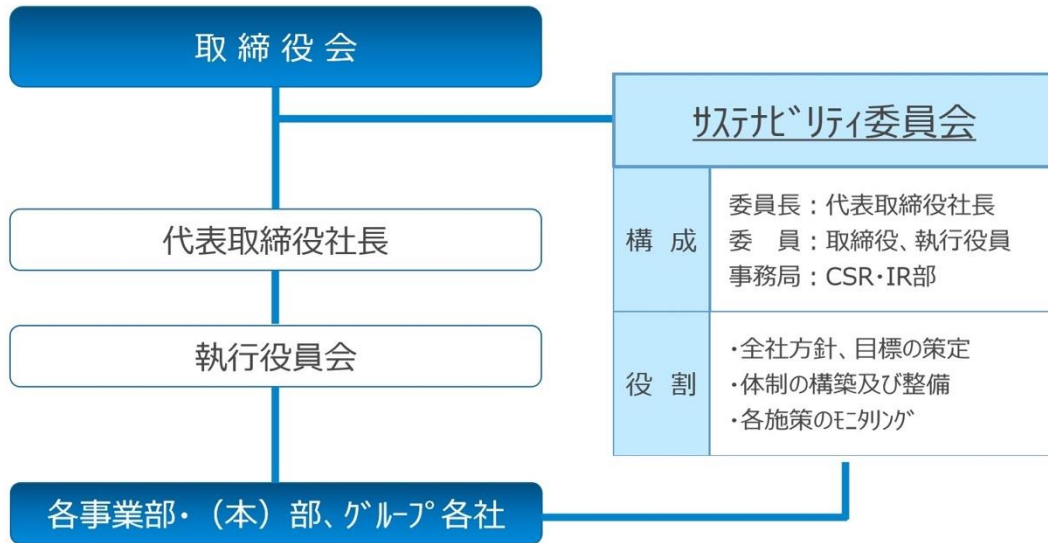 取締役会
サステナビリティ委員会
構成
委員長：代表取締役社長
委　員：取締役、執行役員
事務局：CSR・IR部
役割
・全社方針、目標の策定
・体制の構築及び整備
・各施策のﾓﾆﾀﾘﾝｸﾞ
代表取締役社長
執行役員会
各事業部・（本）部、ｸﾞﾙｰﾌﾟ各社